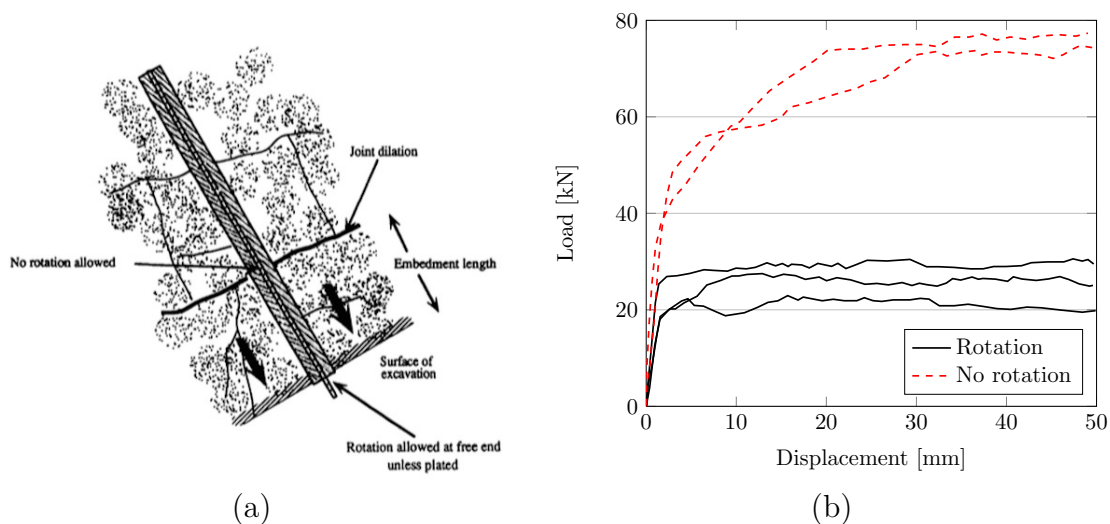 Joint dilation
No rotation allowed
Embedment length
Surface of
excavation
Rotation allowed at free end
unless plated
(a)
80
60
40
20
0
Load [kN]
0
10
20
30
40
50
Displacement [mm]
Rotation
No rotation
(b)